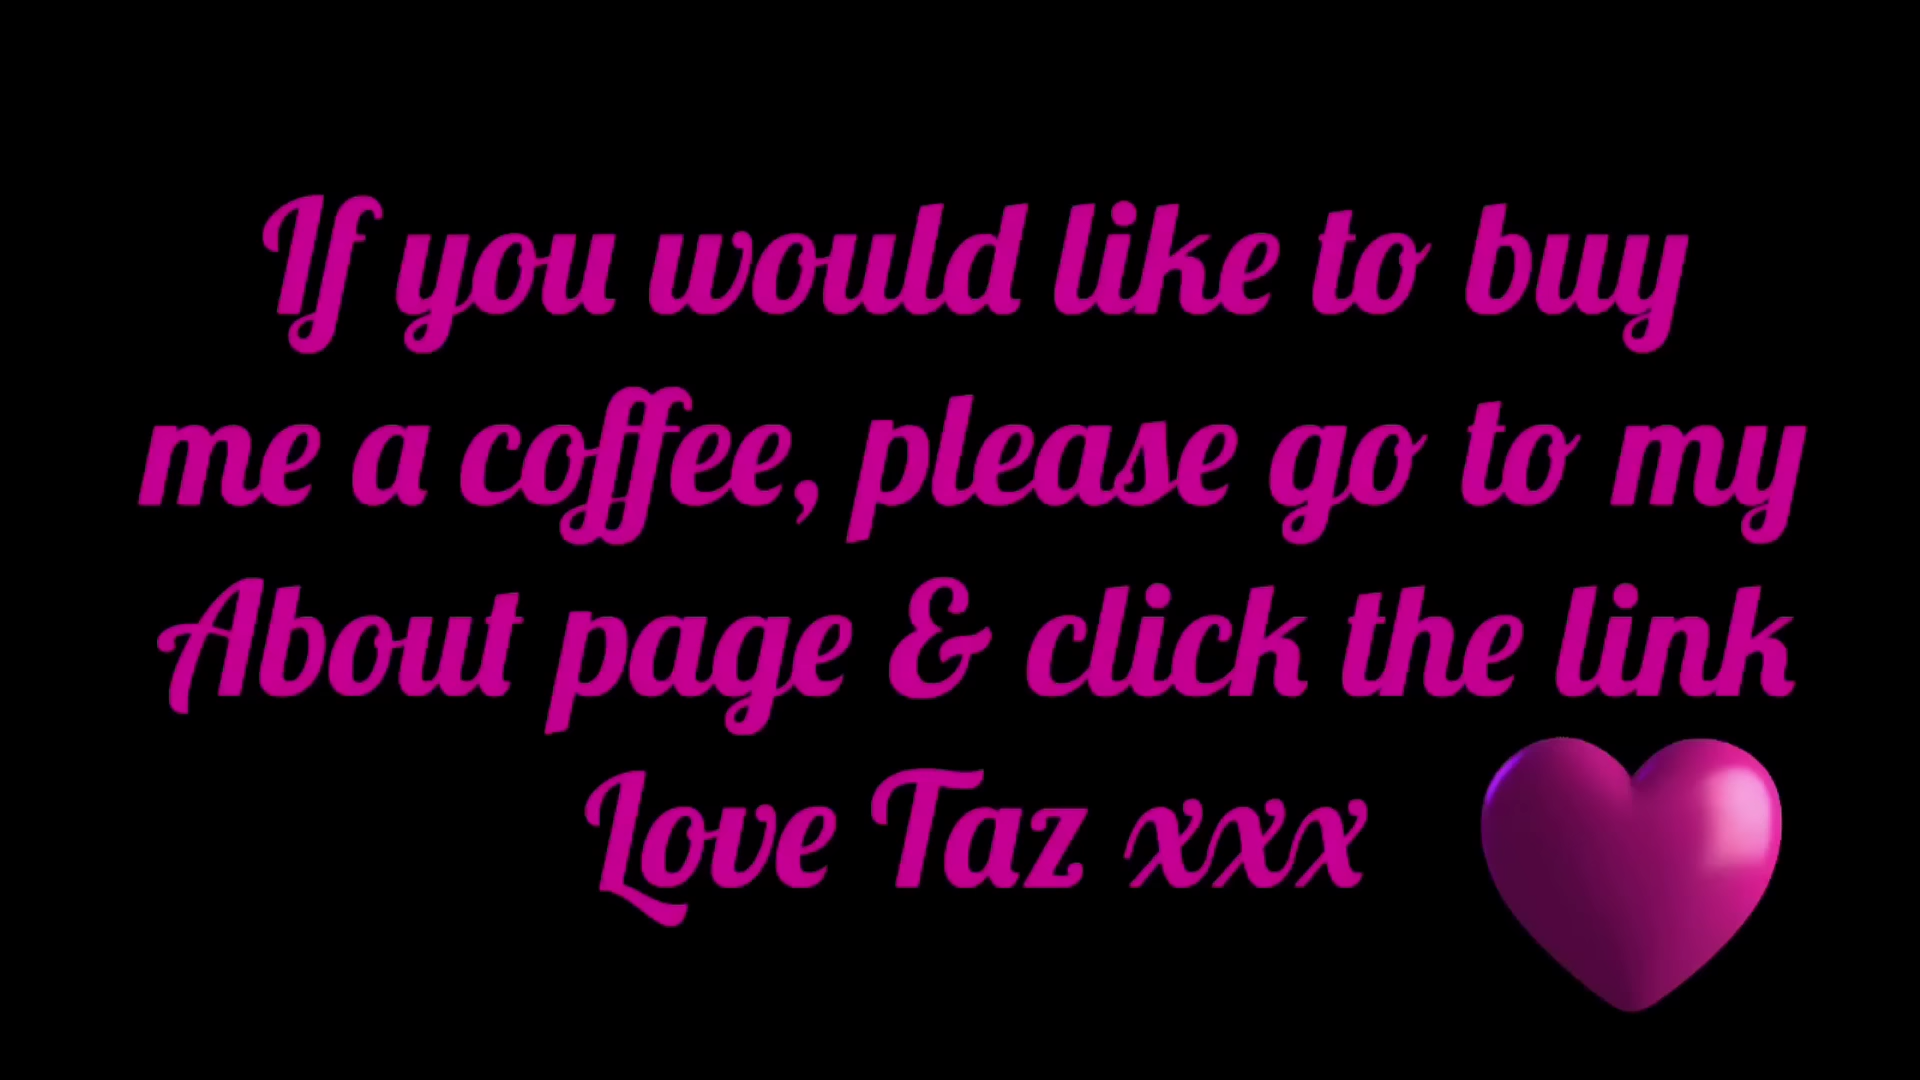 If you would like to buy
me a coffee, please go to my
About page & click the link
Love Taz xxx